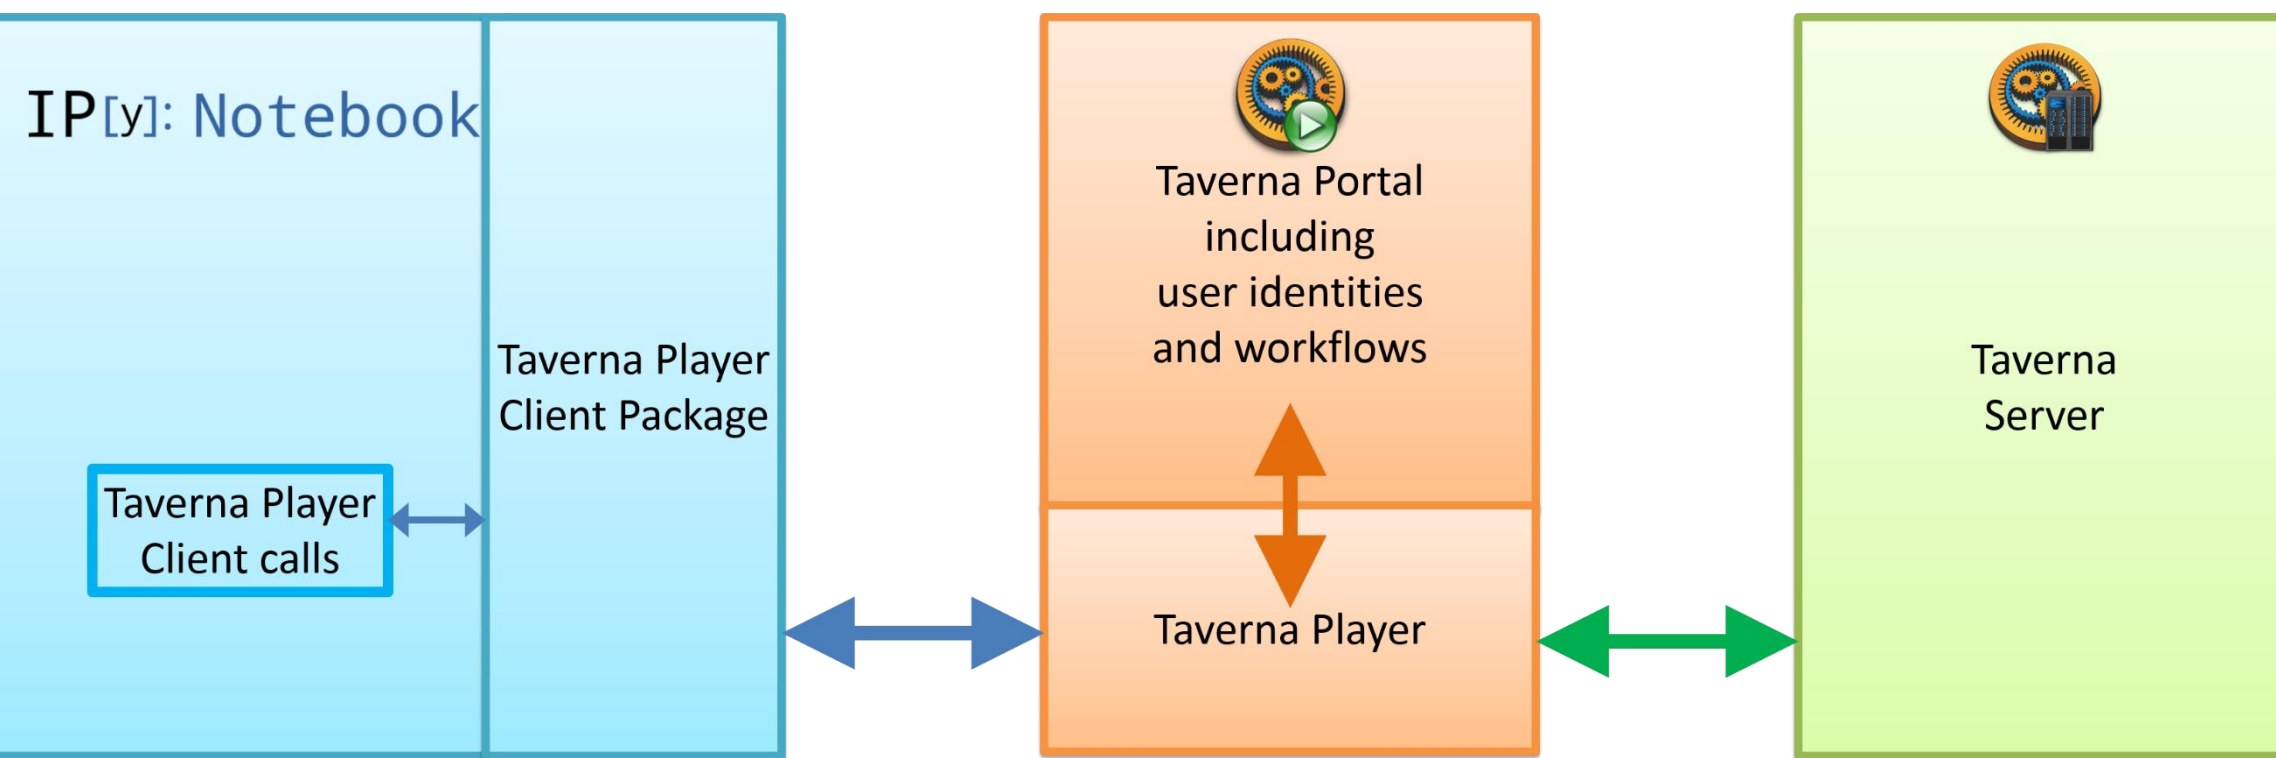 IP[y]: Notebook
Taverna Player
Client calls
Taverna Player
Client Package
Taverna Portal
including
user identities
and workflows
Taverna Player
Taverna
Server